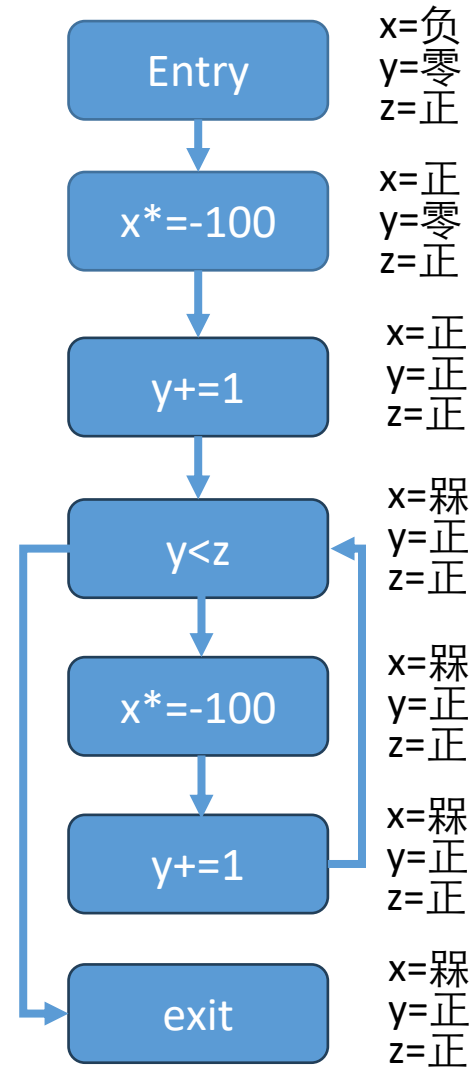 Entry
x=负
y=零
z=正
x*=-100
x=正
y=零
z=正
y+=1
x=正
y=正
z=正
y<z
x=槑
y=正
z=正
x*=-100
x=槑
y=正
z=正
y+=1
x=槑
y=正
z=正
exit
x=槑
y=正
z=正